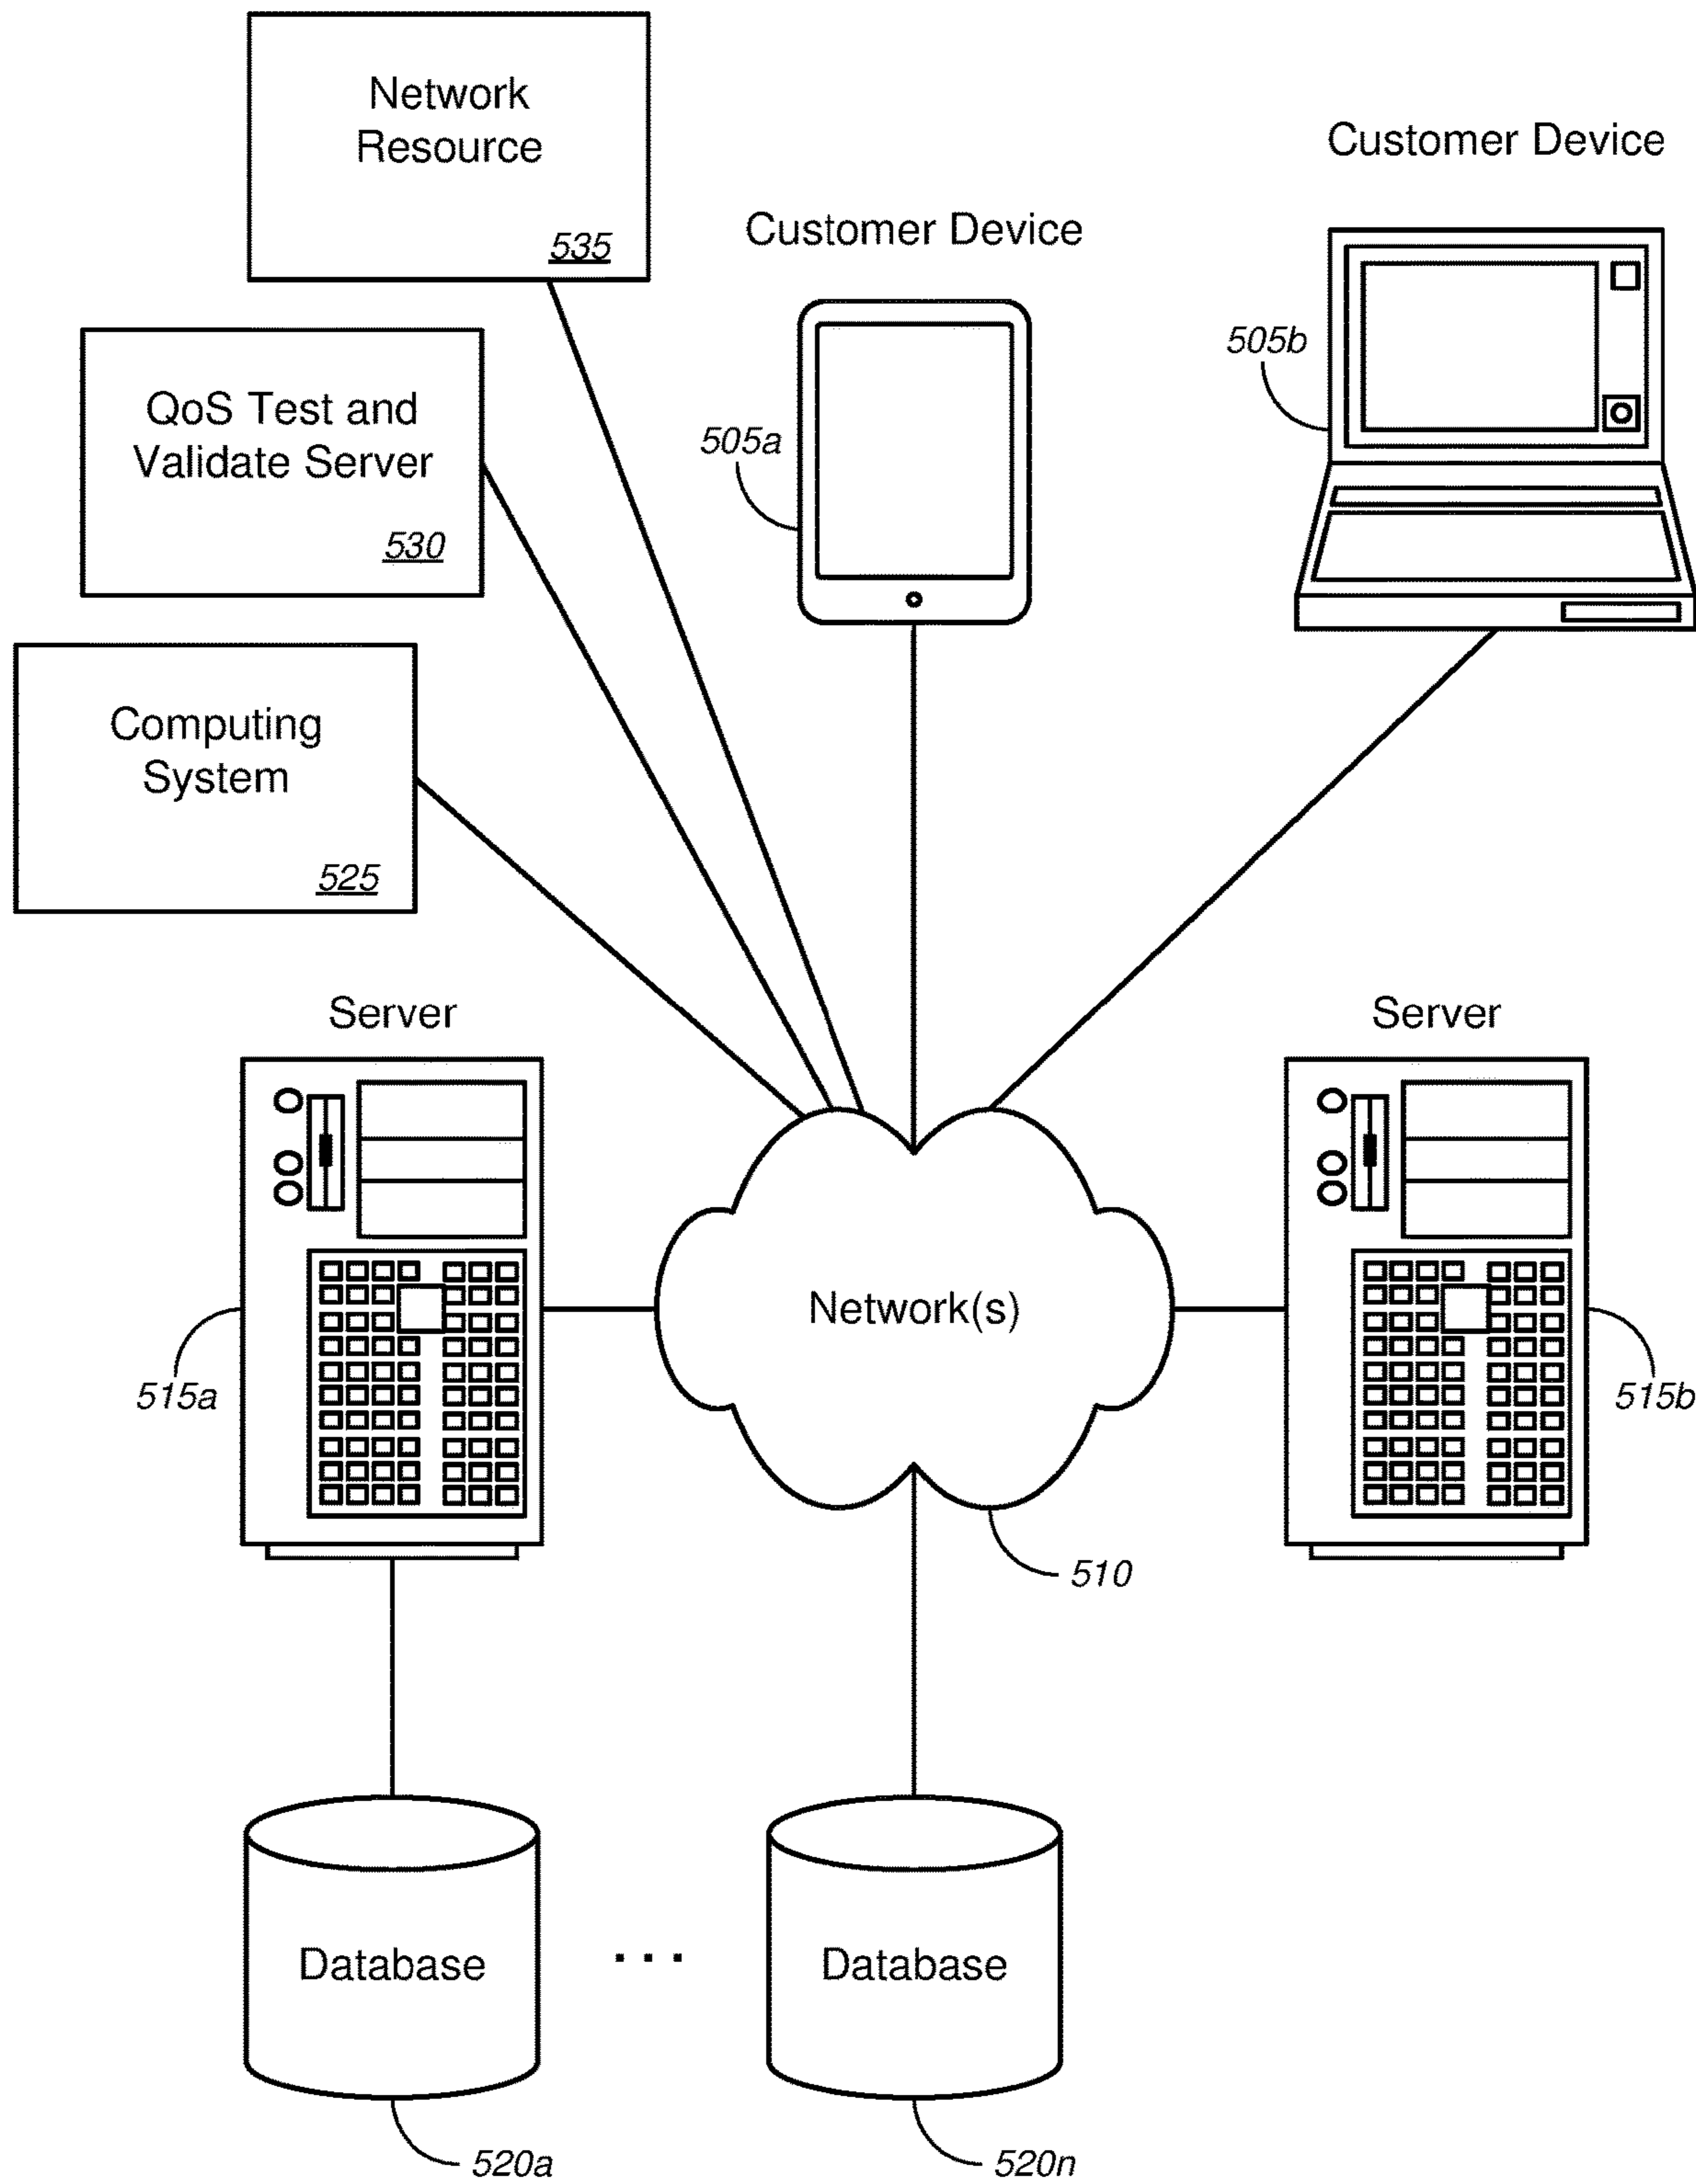 Network
Resource
535
Customer Device
Customer Device
QoS Test and
Validate Server
530
505a
505b
Computing
System
525
Server
Server
Network(s)
515a
515b
510
Database
...
Database
520a
520n